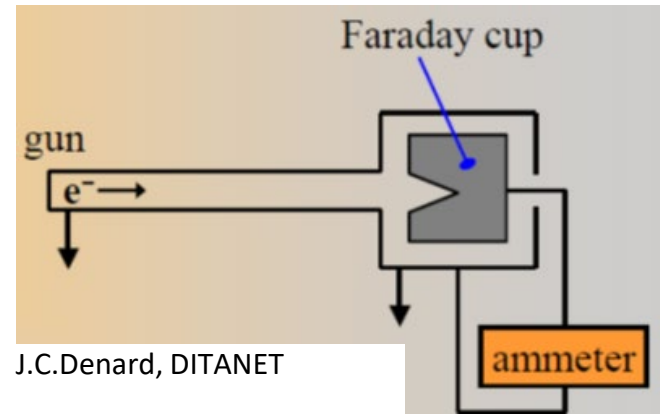 Faraday cup
gun
e⁻
ammeter
J.C.Denard, DITANET